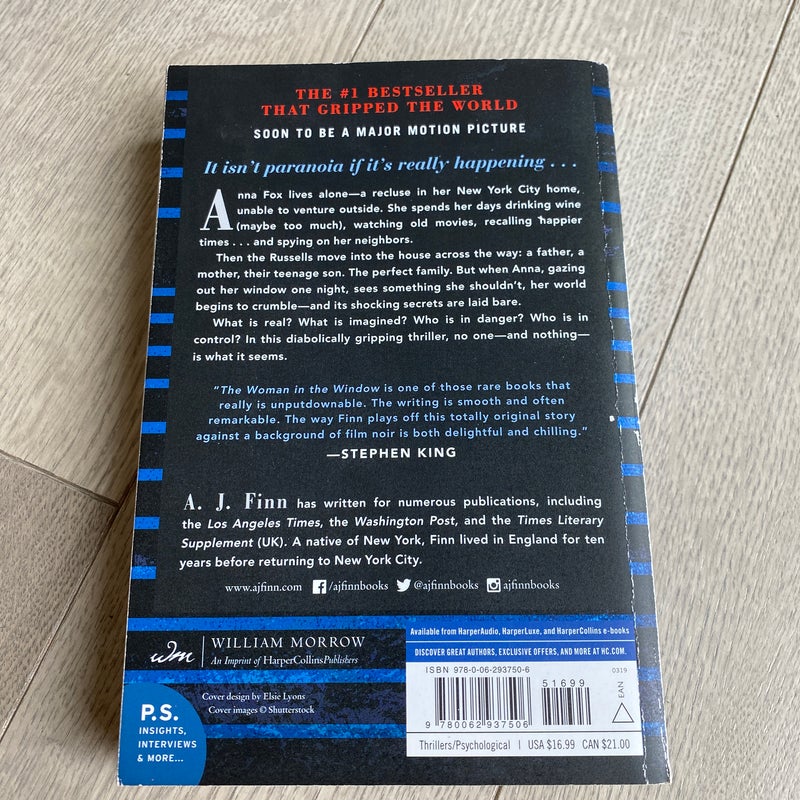 THE #1 BESTSELLER
THAT GRIPPED THE WORLD
SOON TO BE A MAJOR MOTION PICTURE
It isn't paranoia if it's really happening . . .
Anna Fox lives alone—a recluse in her New York City home,
unable to venture outside. She spends her days drinking wine
(maybe too much), watching old movies, recalling happier
times . . . and spying on her neighbors.
Then the Russells move into the house across the way: a father, a
mother, their teenage son. The perfect family. But when Anna, gazing
out her window one night, sees something she shouldn't, her world
begins to crumble—and its shocking secrets are laid bare.
What is real? What is imagined? Who is in danger? Who is in
control? In this diabolically gripping thriller, no one—and nothing—
is what it seems.
"The Woman in the Window is one of those rare books that
really is unputdownable. The writing is smooth and often
remarkable. The way Finn plays off this totally original story
against a background of film noir is both delightful and chilling."
—STEPHEN KING
A. J. Finn has written for numerous publications, including
the Los Angeles Times, the Washington Post, and the Times Literary
Supplement (UK). A native of New York, Finn lived in England for ten
years before returning to New York City.
www.ajfinn.com /ajfinnbooks @ajfinnbooks ajfinnbooks
wm WILLIAM MORROW
An Imprint of HarperCollinsPublishers
Available from HarperAudio, HarperLuxe, and HarperCollins e-books
DISCOVER GREAT AUTHORS, EXCLUSIVE OFFERS, AND MORE AT HC.COM.
ISBN 978-0-06-293750-6 0319
51699
EAN
9 780062 937506
Thrillers/Psychological USA $16.99 CAN $21.00
Cover design by Elsie Lyons
Cover images © Shutterstock
P.S.
INSIGHTS,
INTERVIEWS
& MORE...